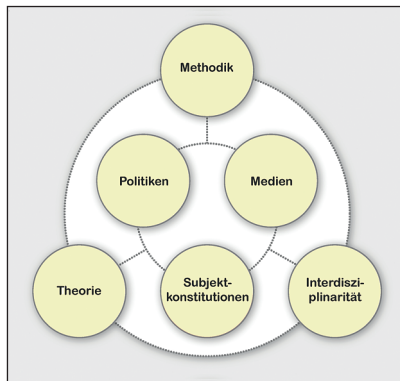 Methodik
Politiken
Medien
Theorie
Subjekt-
konstitutionen
Interdiszi-
plinarität